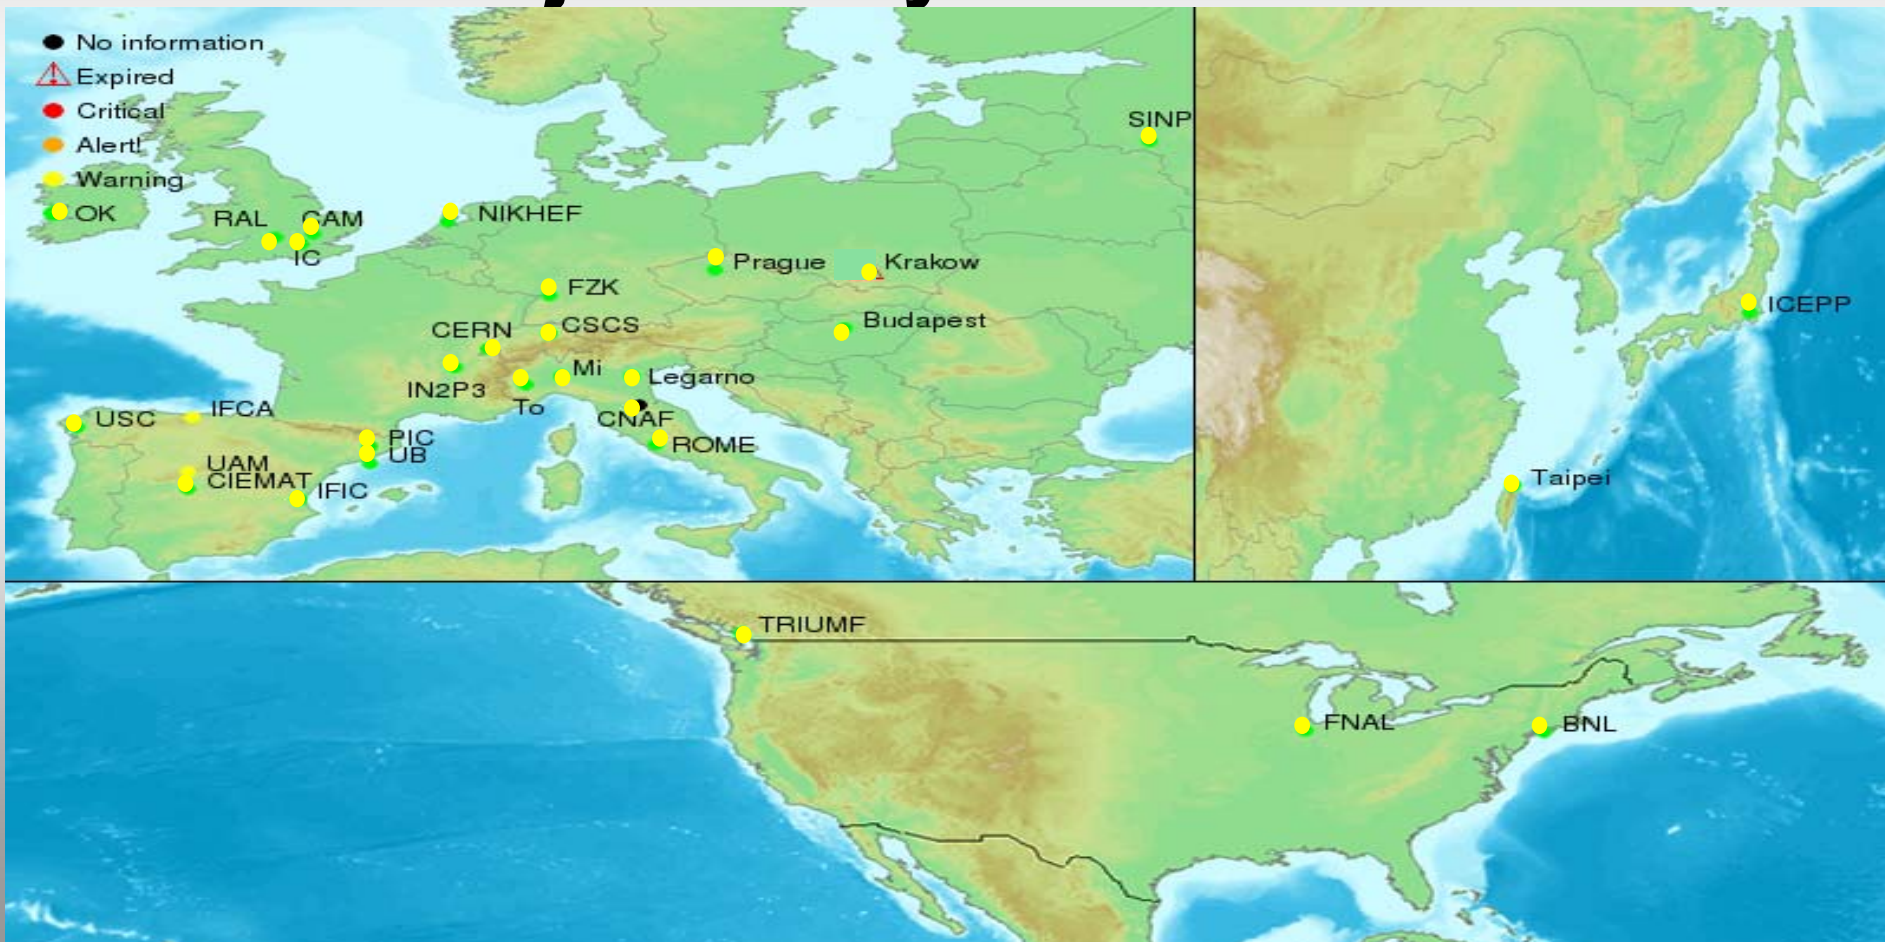 No information
Expired
Critical
Alert!
Warning
OK
RAL
CAM
IC
NIKHEF
SINP
Prague
Krakow
FZK
CERN
CSCS
Budapest
IN2P3
To
Mi
Legarno
CNAF
ROME
USC
IFCA
PIC
UB
UAM
CIEMAT
IFIC
ICEPP
Taipei
TRIUMF
FNAL
BNL